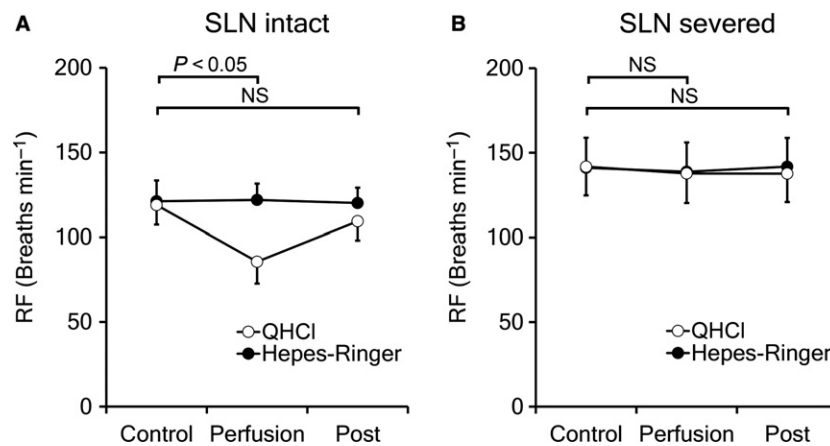 A
SLN intact
P < 0.05
NS
RF (Breaths min⁻¹)
200
150
100
50
0
QHCl
Hepes-Ringer
Control Perfusion Post
B
SLN severed
NS
NS
RF (Breaths min⁻¹)
200
150
100
50
0
QHCl
Hepes-Ringer
Control Perfusion Post